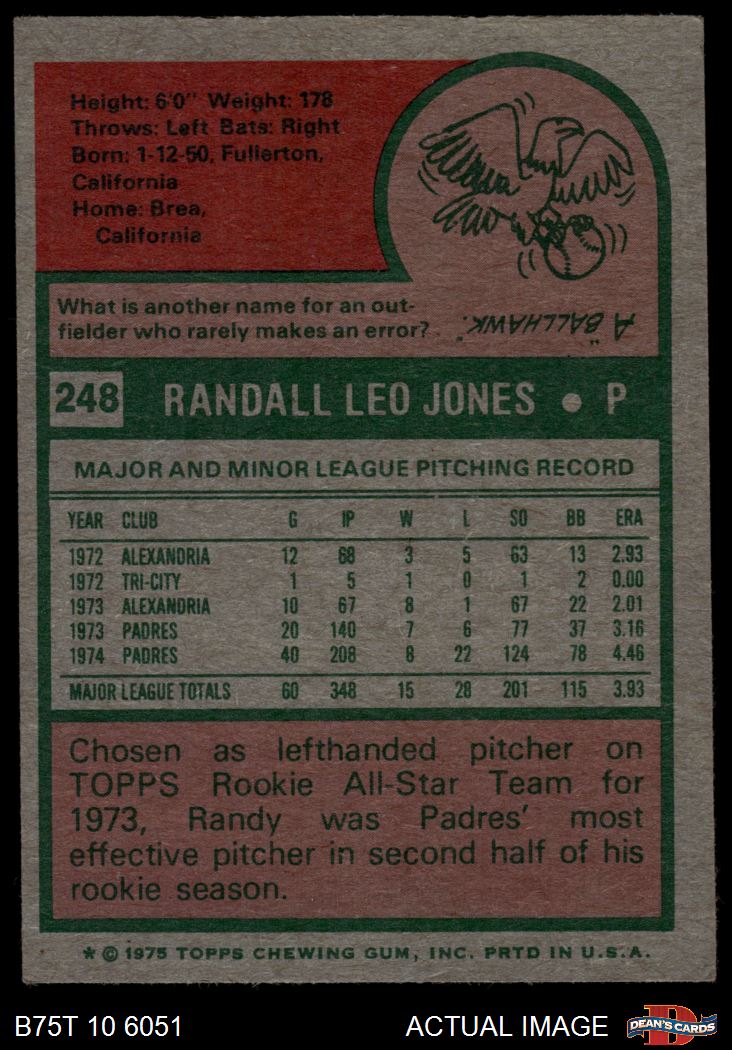 Height: 6'0" Weight: 178
Throws: Left Bats: Right
Born: 1-12-50, Fullerton,
California
Home: Brea,
California
What is another name for an out-
fielder who rarely makes an error?
A "BALLHAWK."
248 RANDALL LEO JONES • P
MAJOR AND MINOR LEAGUE PITCHING RECORD
YEAR CLUB G IP W L SO BB ERA
1972 ALEXANDRIA 12 68 3 5 63 13 2.93
1972 TRI-CITY 1 5 1 0 1 2 0.00
1973 ALEXANDRIA 10 67 8 1 67 22 2.01
1973 PADRES 20 140 7 6 77 37 3.16
1974 PADRES 40 208 8 22 124 78 4.46
MAJOR LEAGUE TOTALS 60 348 15 28 201 115 3.93
Chosen as lefthanded pitcher on
TOPPS Rookie All-Star Team for
1973, Randy was Padres' most
effective pitcher in second half of his
rookie season.
* © 1975 TOPPS CHEWING GUM, INC. PRTD IN U.S.A.
B75T 10 6051 ACTUAL IMAGE
D
DEAN'S CARDS